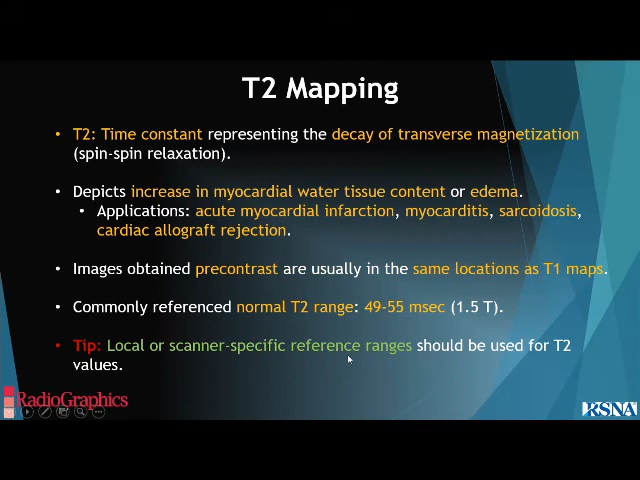 T2 Mapping
• T2: Time constant representing the decay of transverse magnetization
(spin-spin relaxation).
• Depicts increase in myocardial water tissue content or edema.
• Applications: acute myocardial infarction, myocarditis, sarcoidosis,
cardiac allograft rejection.
• Images obtained precontrast are usually in the same locations as T1 maps.
• Commonly referenced normal T2 range: 49-55 msec (1.5 T).
• Tip: Local or scanner-specific reference ranges should be used for T2
values.
RadioGraphics
RSNA